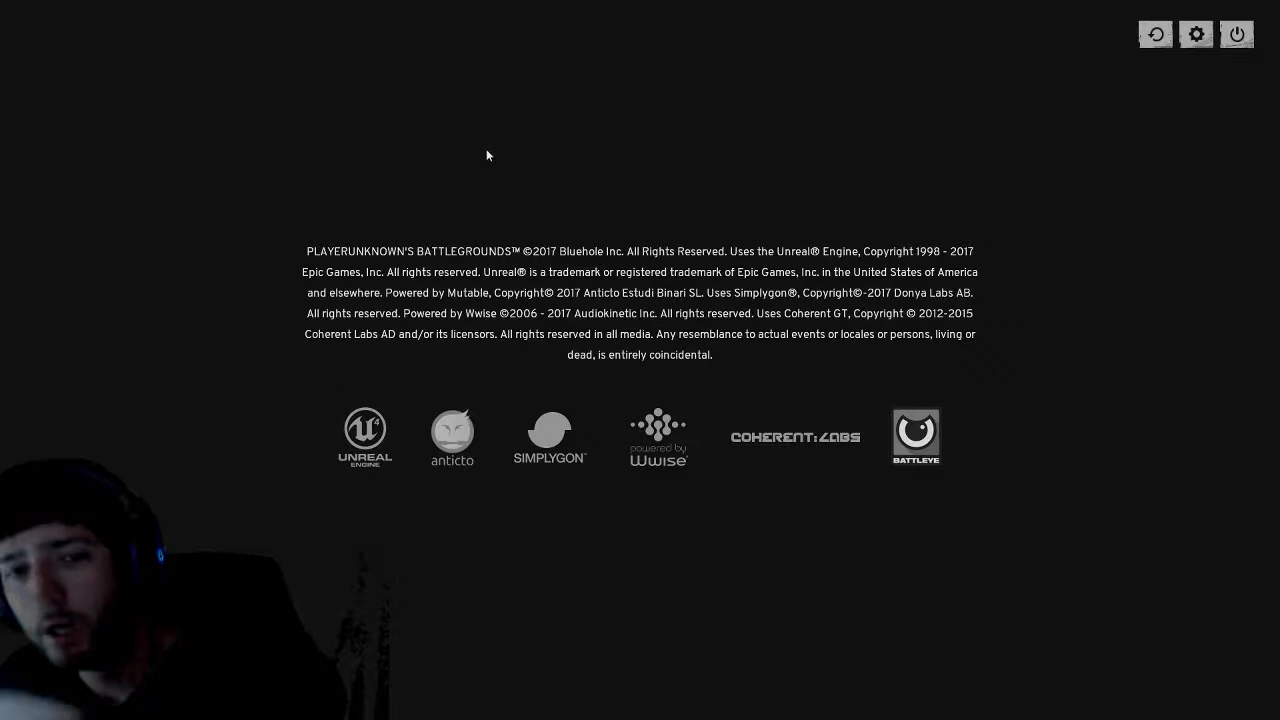 PLAYERUNKNOWN'S BATTLEGROUNDS™ ©2017 Bluehole Inc. All Rights Reserved. Uses the Unreal® Engine, Copyright 1998 - 2017
Epic Games, Inc. All rights reserved. Unreal® is a trademark or registered trademark of Epic Games, Inc. in the United States of America
and elsewhere. Powered by Mutable, Copyright© 2017 Anticto Estudi Binari SL. Uses Simplygon®, Copyright©-2017 Donya Labs AB.
All rights reserved. Powered by Wwise ©2006 - 2017 Audiokinetic Inc. All rights reserved. Uses Coherent GT, Copyright © 2012-2015
Coherent Labs AD and/or its licensors. All rights reserved in all media. Any resemblance to actual events or locales or persons, living or
dead, is entirely coincidental.
U4
UNREAL
ENGINE
anticto
SIMPLYGON™
powered by
Wwise
COHERENT:LABS
BATTLEYE